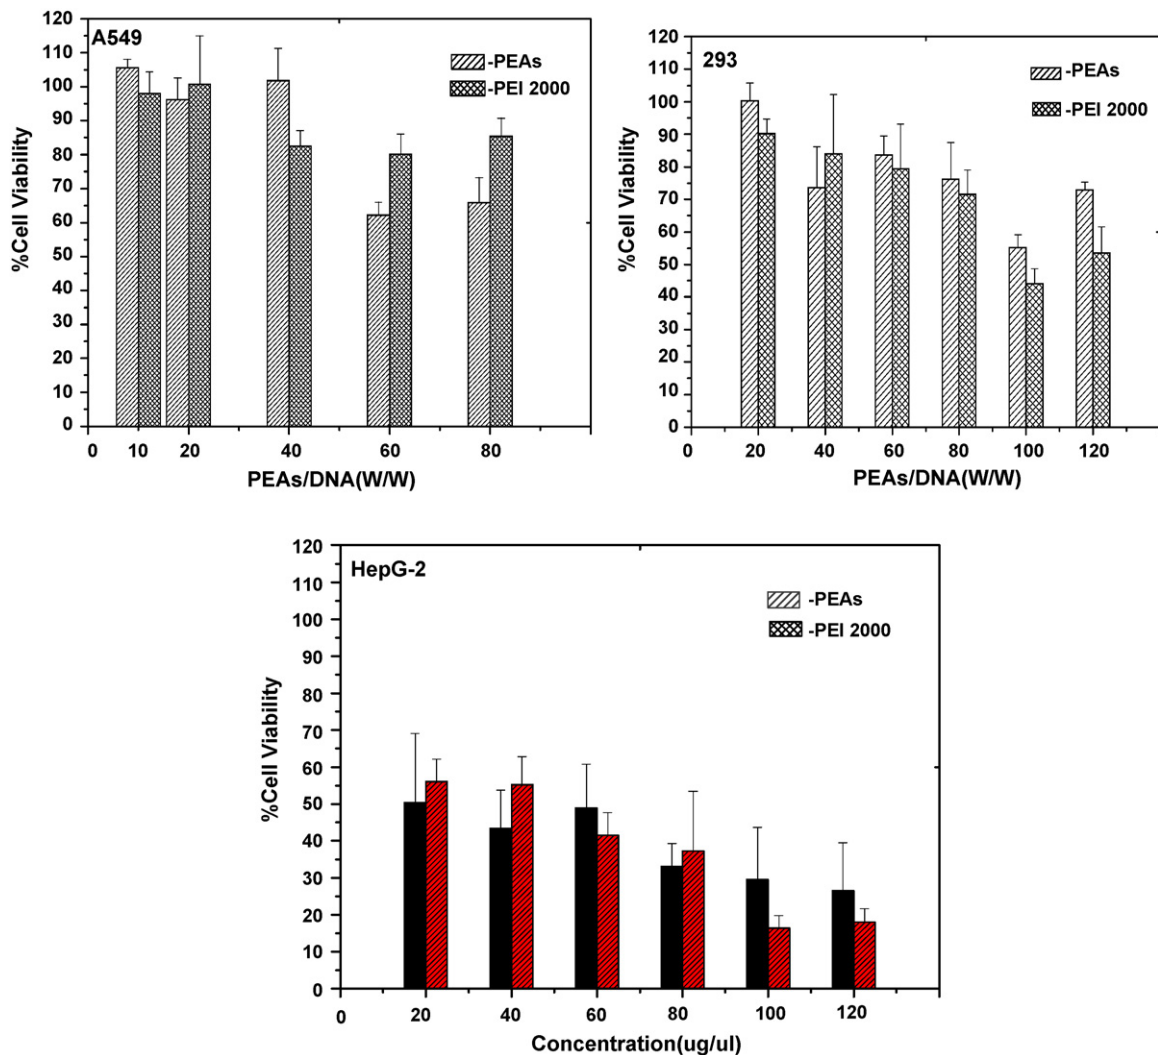 A549
-PEAs
-PEI 2000
%Cell Viability
120
110
100
90
80
70
60
50
40
30
20
10
0
0 10 20 40 60 80
PEAs/DNA(W/W)
293
-PEAs
-PEI 2000
%Cell Viability
120
110
100
90
80
70
60
50
40
30
20
10
0
0 20 40 60 80 100 120
PEAs/DNA(W/W)
HepG-2
-PEAs
-PEI 2000
%Cell Viability
120
110
100
90
80
70
60
50
40
30
20
10
0
0 20 40 60 80 100 120
Concentration(ug/ul)